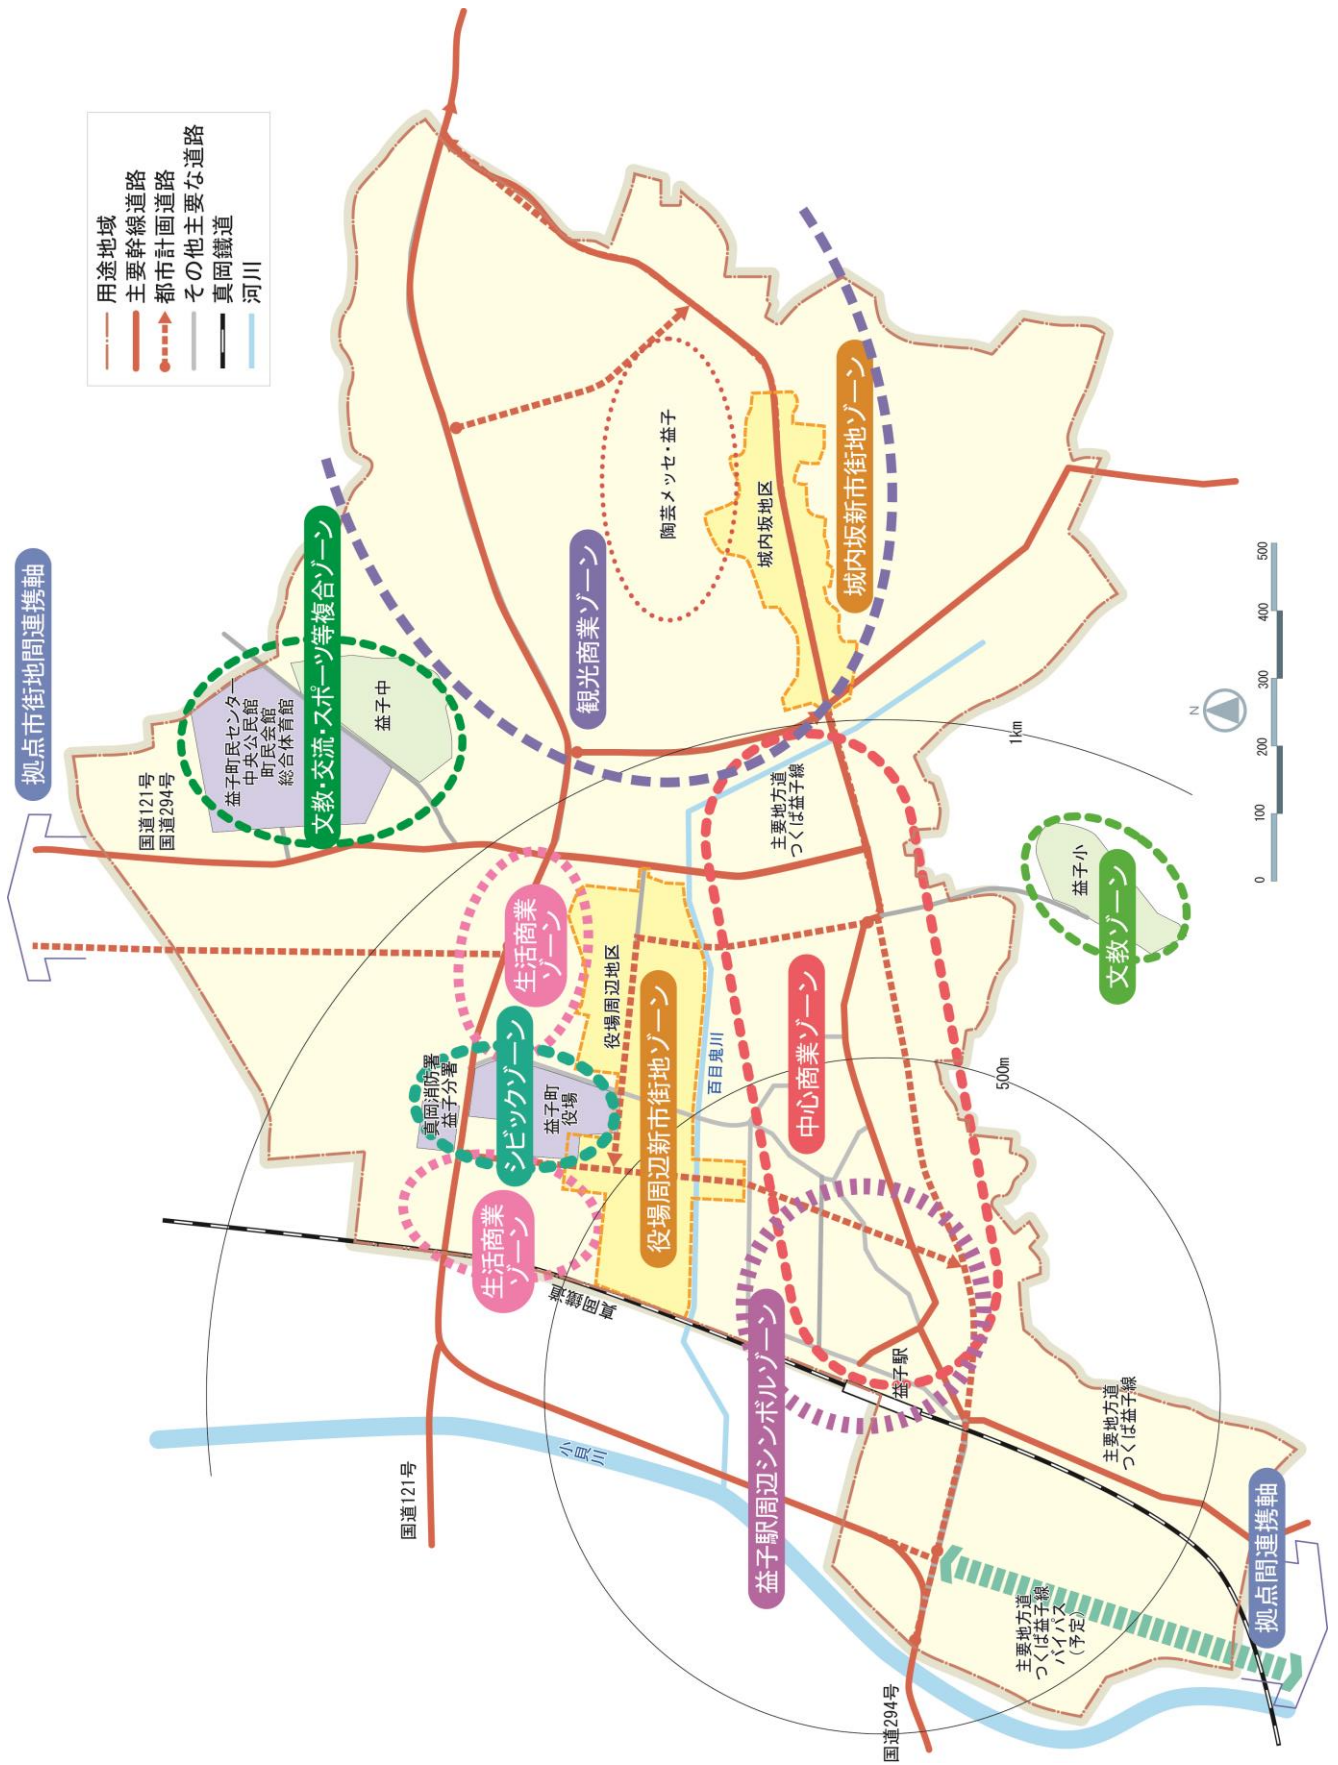 用途地域
主要幹線道路
都市計画道路
その他主要な道路
真岡鐵道
河川
拠点市街地間連携軸
国道121号
国道294号
益子町民センター
中央公民館
町民会館
総合体育館
益子中
文教・交流・スポーツ等複合ゾーン
観光商業ゾーン
陶芸メッセ・益子
城内坂地区
城内坂新市街地ゾーン
生活商業
ゾーン
役場周辺地区
役場周辺新市街地ゾーン
真岡消防署
益子分署
シビックゾーン
益子町
役場
生活商業
ゾーン
真岡鐵道
百目鬼川
主要地方道
つくば益子線
中心商業ゾーン
益子小
文教ゾーン
1km
500m
国道121号
小貝川
益子駅周辺シンボルゾーン
益子駅
主要地方道
つくば益子線
主要地方道
つくば益子線
バイパス
（予定）
国道294号
拠点間連携軸
N
0
100
200
300
400
500